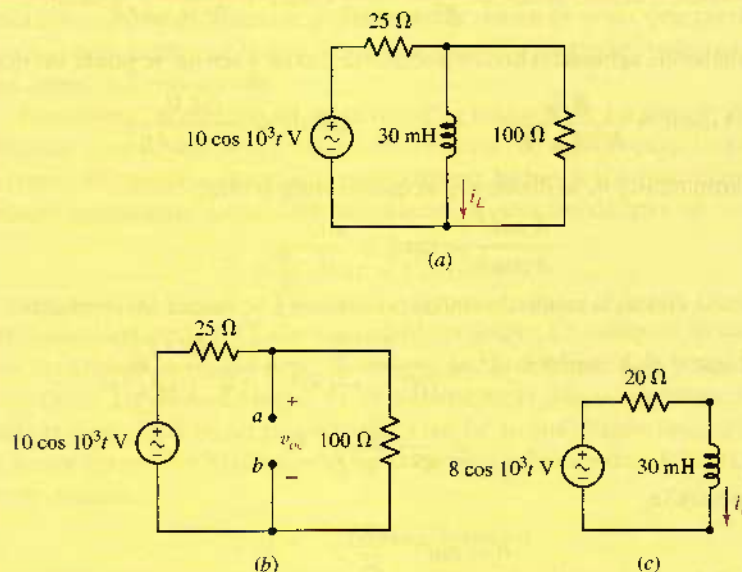 25 Ω
10 cos 10³t V
30 mH
100 Ω
i_L
(a)
25 Ω
10 cos 10³t V
a
+
v_oc
b
−
100 Ω
(b)
20 Ω
8 cos 10³t V
30 mH
(c)